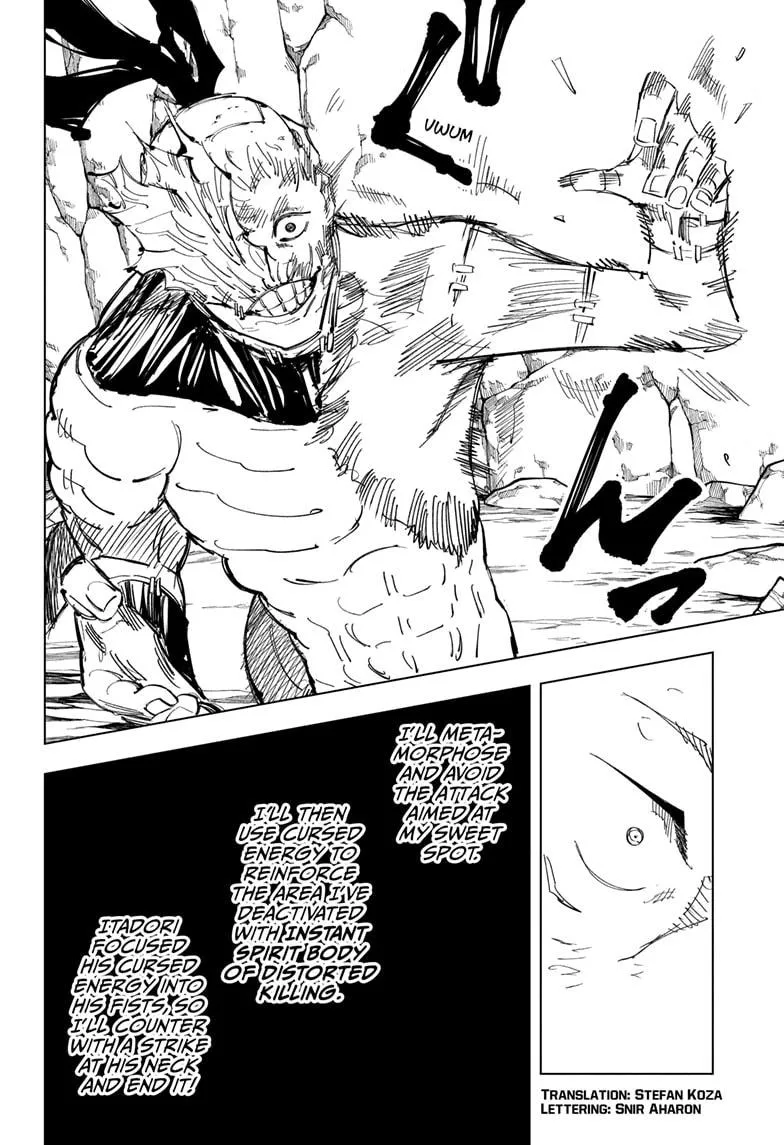 VWUM
I'LL META-
MORPHOSE
AND AVOID
THE ATTACK
AIMED AT
MY SWEET
SPOT.
I'LL THEN
USE CURSED
ENERGY TO
REINFORCE
THE AREA I'VE
DEACTIVATED
WITH INSTANT
SPIRIT BODY
OF DISTORTED
KILLING.
ITADORI
FOCUSED
HIS CURSED
ENERGY INTO
HIS FISTS, SO
I'LL COUNTER
WITH A STRIKE
AT HIS NECK
AND END IT!
TRANSLATION: STEFAN KOZA
LETTERING: SNIR AHARON